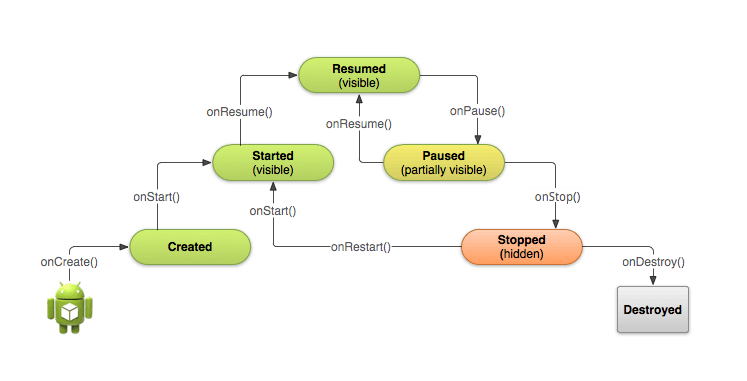 Resumed
(visible)
onResume()
onResume()
onPause()
Started
(visible)
Paused
(partially visible)
onStart()
onStart()
onStop()
onCreate()
Created
onRestart()
Stopped
(hidden)
onDestroy()
Destroyed